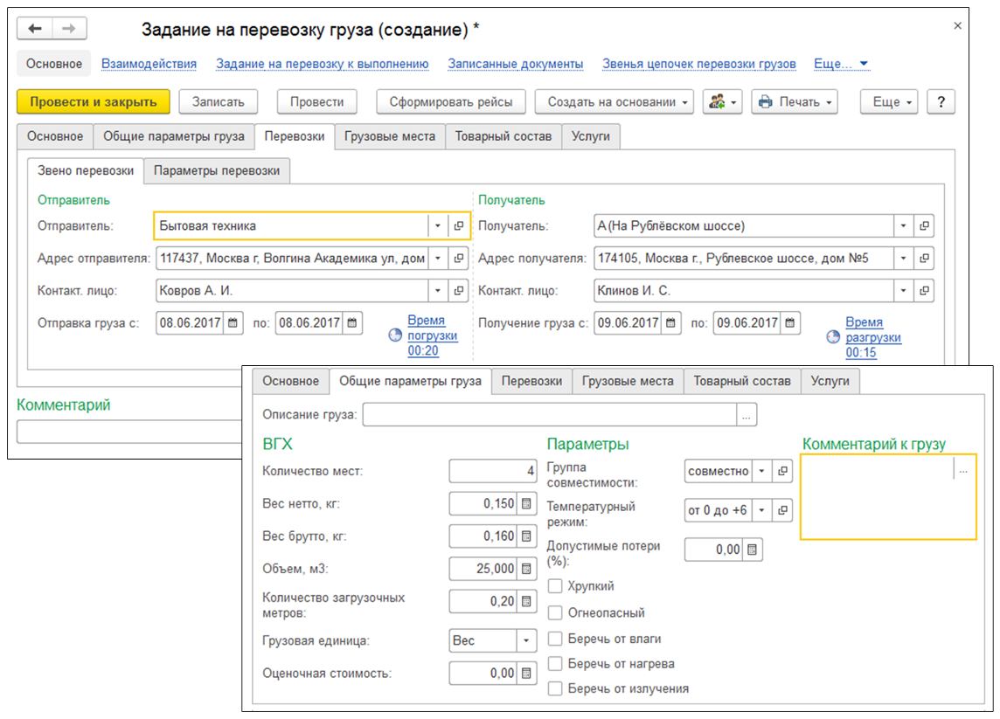 Задание на перевозку груза (создание) *
Основное Взаимодействия Задание на перевозку к выполнению Записанные документы Звенья цепочек перевозки грузов Еще...
Провести и закрыть Записать Провести Сформировать рейсы Создать на основании Печать Еще ?
Основное Общие параметры груза Перевозки Грузовые места Товарный состав Услуги
Звено перевозки Параметры перевозки
Отправитель Получатель
Отправитель: Бытовая техника Получатель: А (На Рублёвском шоссе)
Адрес отправителя: 117437, Москва г, Волгина Академика ул, дом Адрес получателя: 174105, Москва г., Рублевское шоссе, дом №5
Контакт. лицо: Ковров А. И. Контакт. лицо: Клинов И. С.
Отправка груза с: 08.06.2017 по: 08.06.2017 Время погрузки 00:20 Получение груза с: 09.06.2017 по: 09.06.2017 Время разгрузки 00:15
Комментарий
Основное Общие параметры груза Перевозки Грузовые места Товарный состав Услуги
Описание груза: ...
ВГХ Параметры Комментарий к грузу
Количество мест: 4 Группа совместимости: совместно ...
Вес нетто, кг: 0,150 Температурный режим: от 0 до +6
Вес брутто, кг: 0,160 Допустимые потери (%): 0,00
Объем, м3: 25,000 Хрупкий
Количество загрузочных метров: 0,20 Огнеопасный
Грузовая единица: Вес Беречь от влаги
Оценочная стоимость: 0,00 Беречь от нагрева
Беречь от излучения